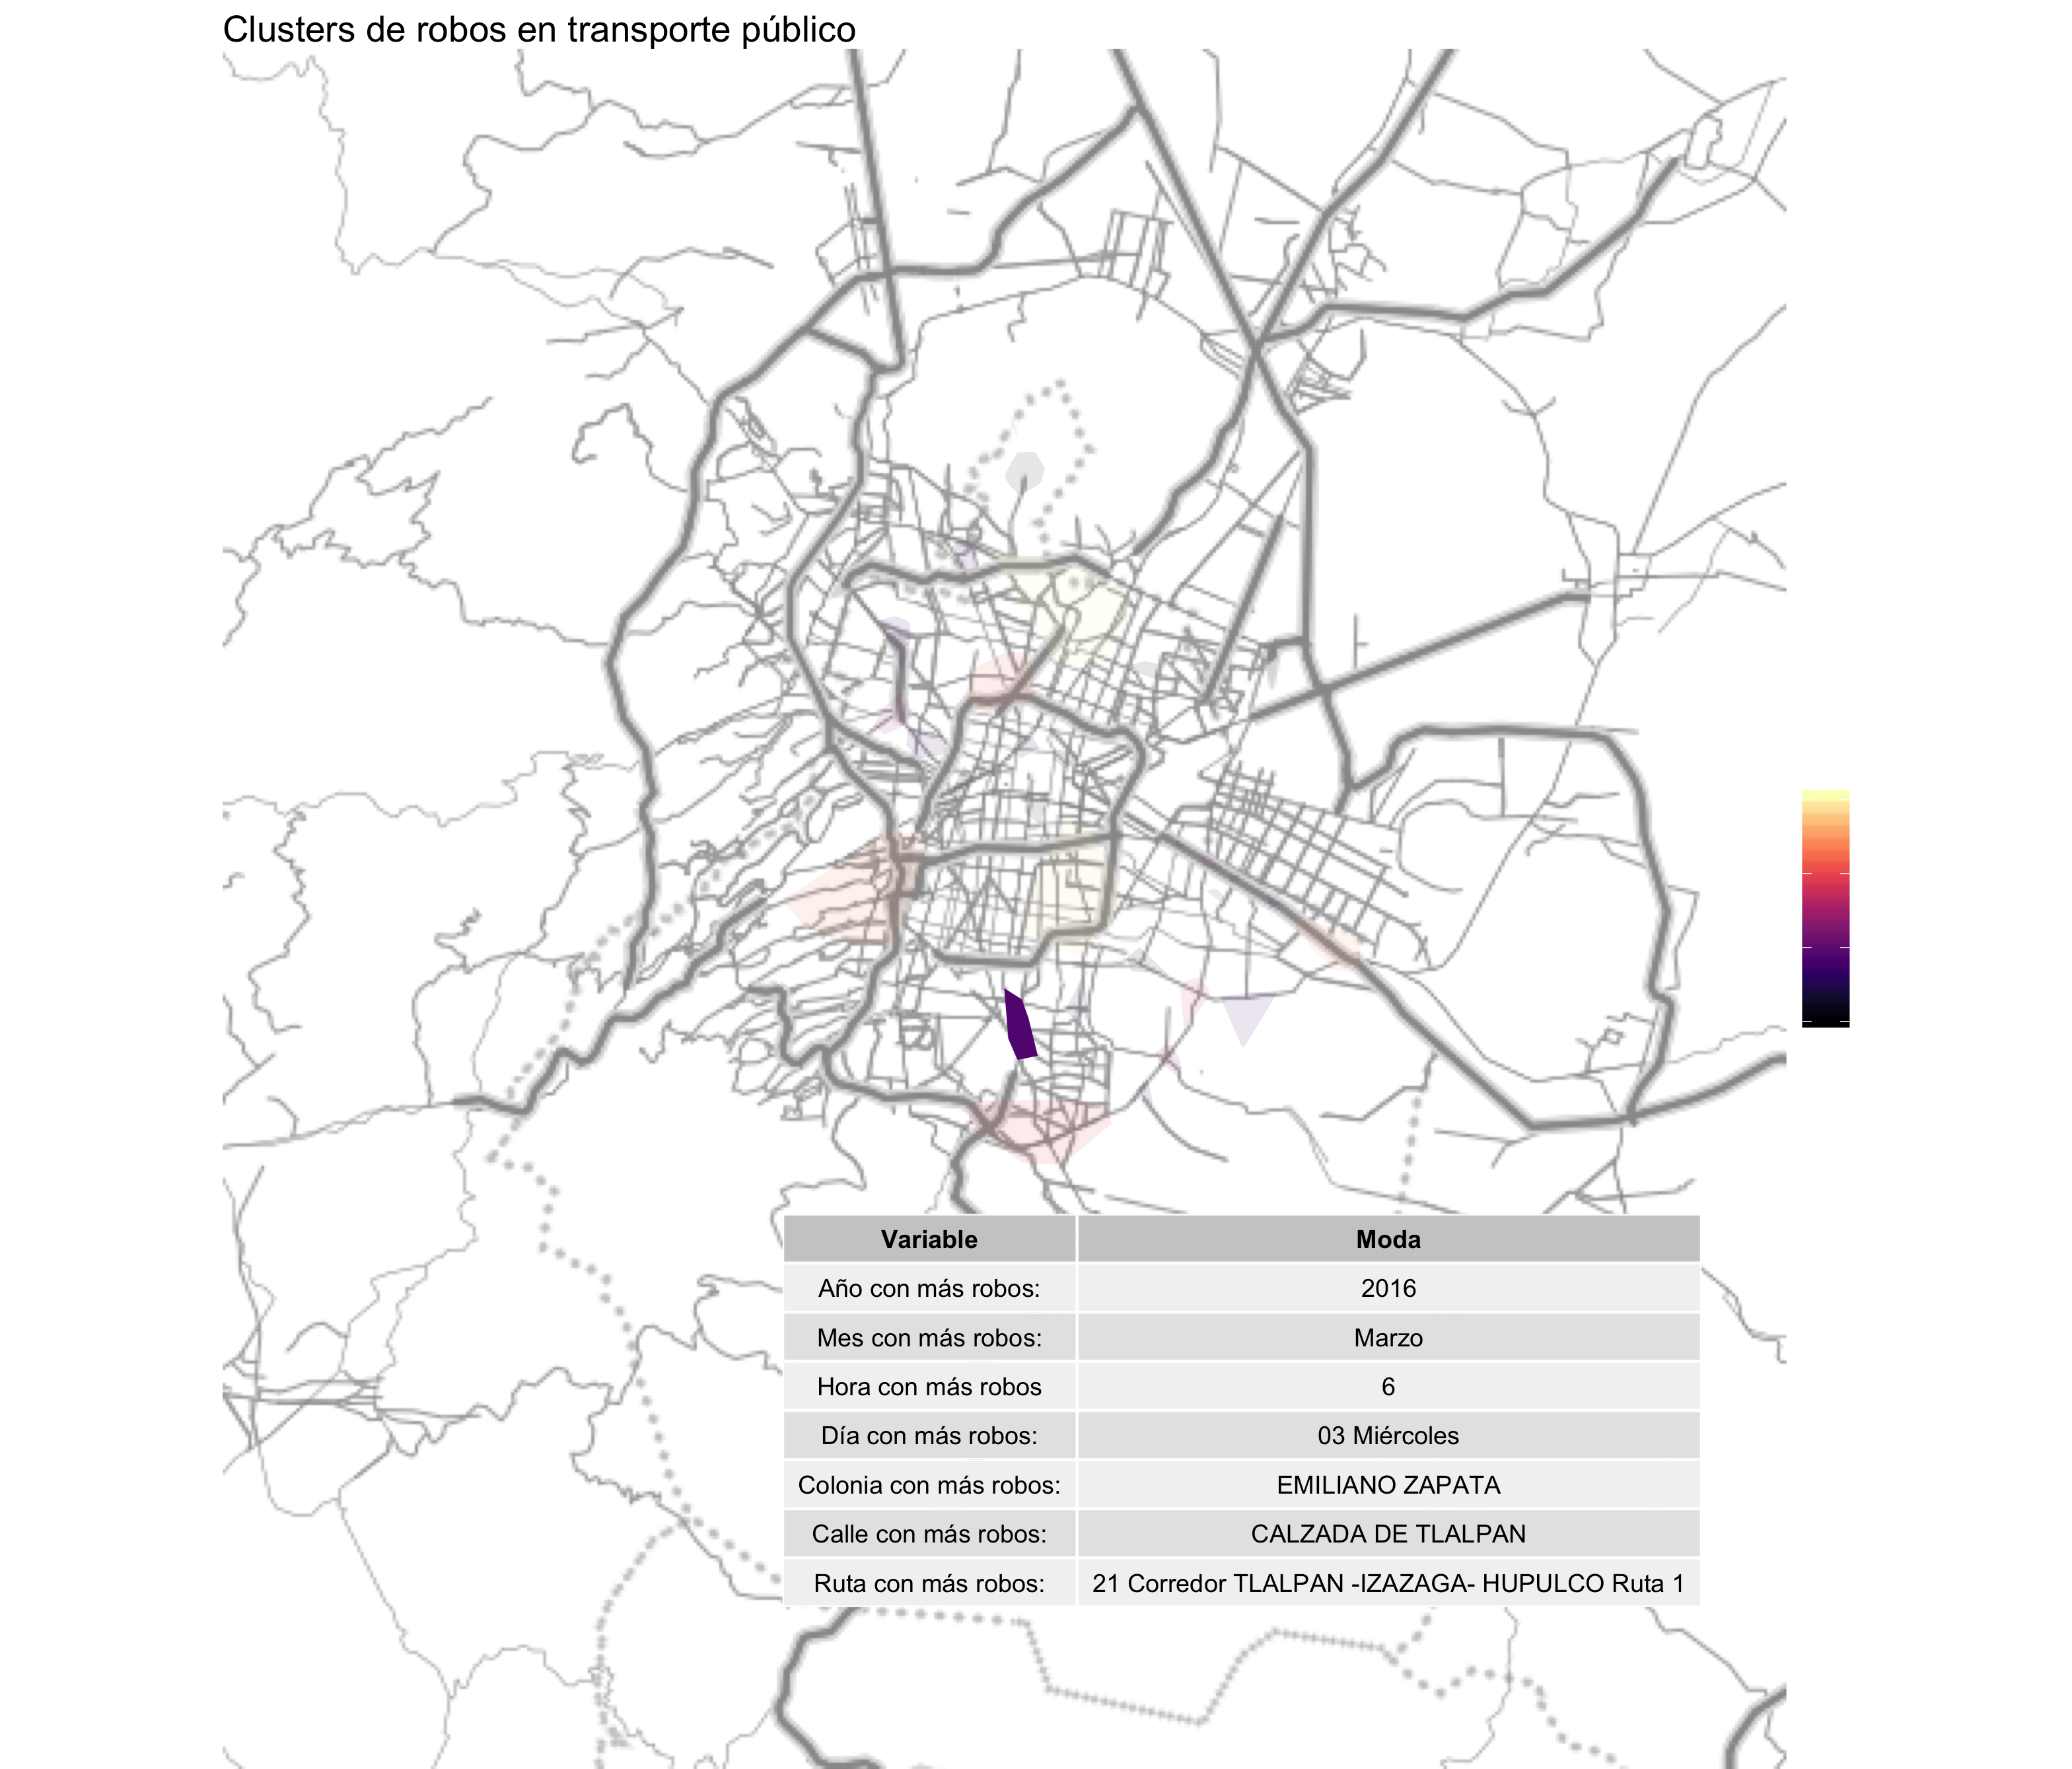 Clusters de robos en transporte público
Variable Moda
Año con más robos: 2016
Mes con más robos: Marzo
Hora con más robos 6
Día con más robos: 03 Miércoles
Colonia con más robos: EMILIANO ZAPATA
Calle con más robos: CALZADA DE TLALPAN
Ruta con más robos: 21 Corredor TLALPAN -IZAZAGA- HUPULCO Ruta 1